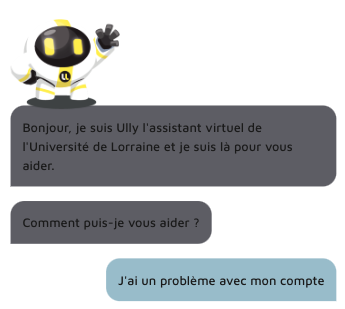 Bonjour, je suis Ully l'assistant virtuel de
l'Université de Lorraine et je suis là pour vous
aider.
Comment puis-je vous aider ?
J'ai un problème avec mon compte